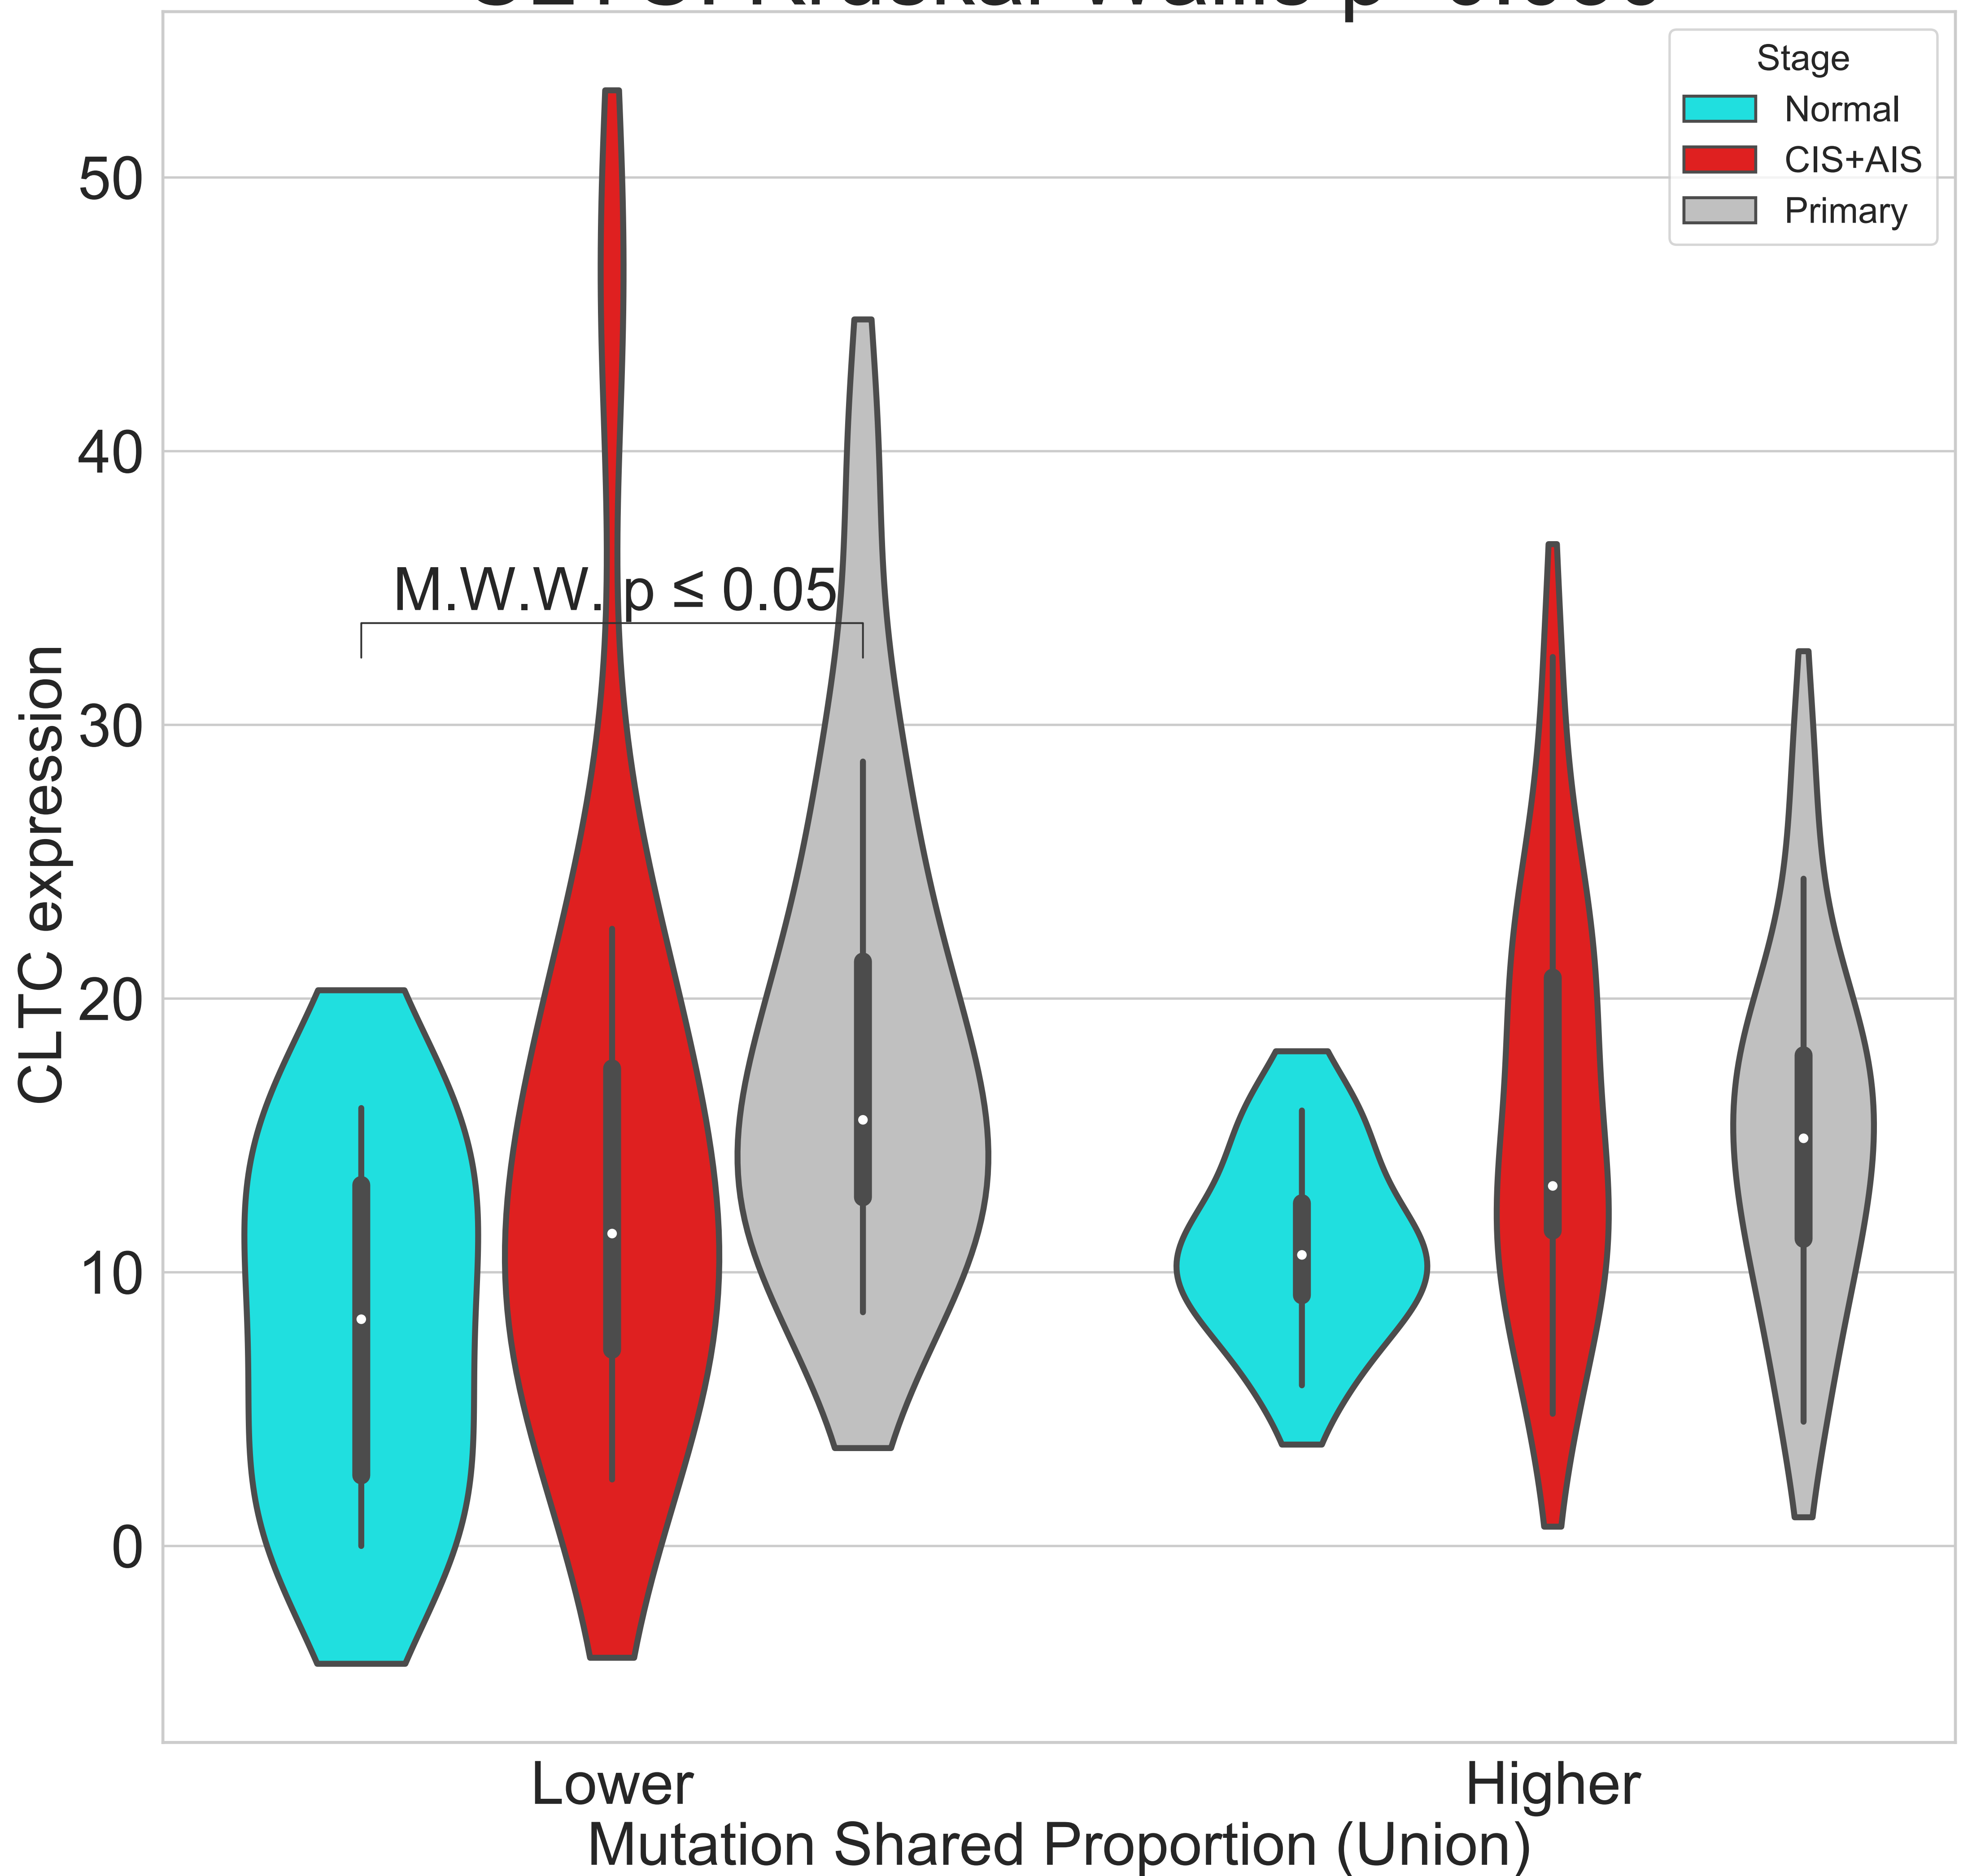 Stage
Normal
CIS+AIS
Primary
50
40
30
20
10
0
M.W.W. p ≤ 0.05
CLTC expression
Lower
Higher
Mutation Shared Proportion (Union)